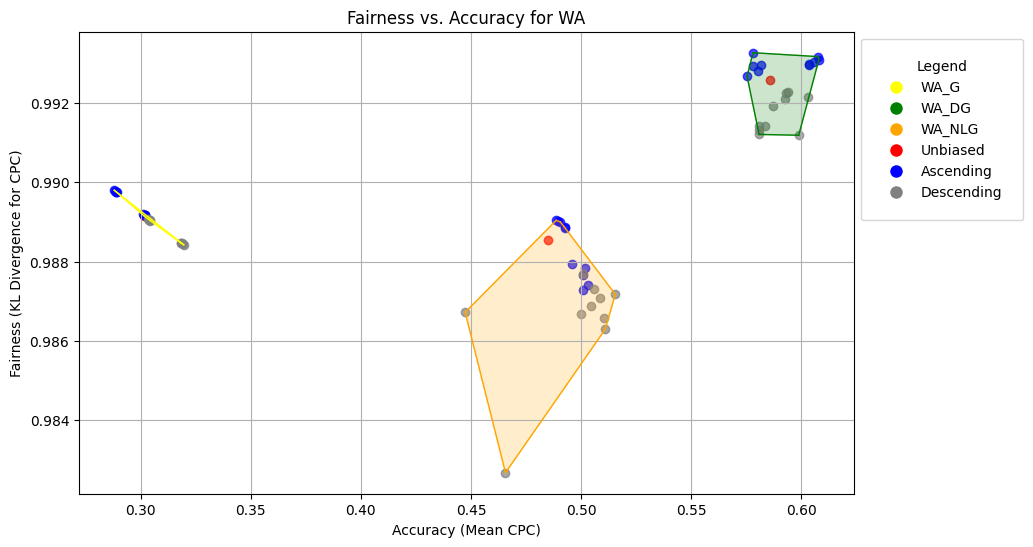 Fairness vs. Accuracy for WA
Fairness (KL Divergence for CPC)
0.992
0.990
0.988
0.986
0.984
0.30
0.35
0.40
0.45
0.50
0.55
0.60
Accuracy (Mean CPC)
Legend
WA_G
WA_DG
WA_NLG
Unbiased
Ascending
Descending